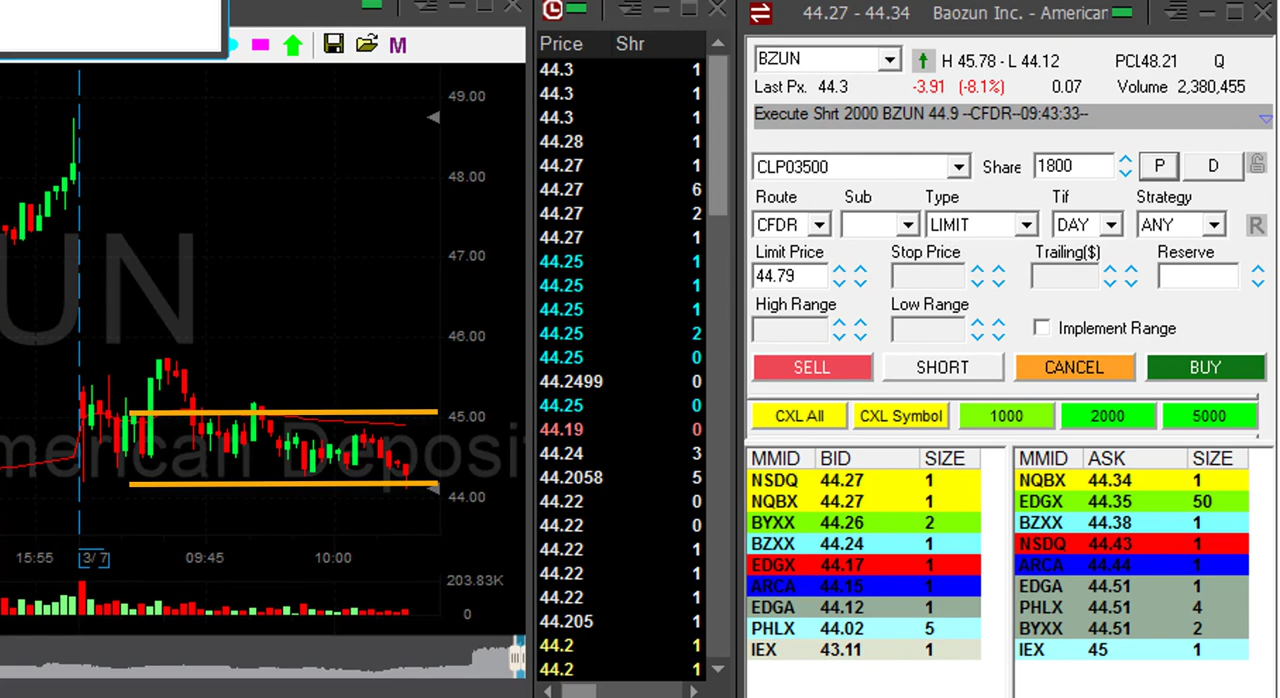 M
49.00
48.00
47.00
46.00
45.00
44.00
UN
merican Deposi
15:55 3/ 7 09:45 10:00
203.83K
0
Price Shr
44.3 1
44.3 1
44.3 1
44.28 1
44.27 1
44.27 6
44.27 2
44.27 1
44.25 1
44.25 1
44.25 1
44.25 2
44.25 0
44.2499 0
44.25 0
44.19 0
44.24 3
44.2058 5
44.22 0
44.22 0
44.22 1
44.22 1
44.22 1
44.205 1
44.2 1
44.2 1
44.27 - 44.34 Baozun Inc. - American
BZUN H 45.78 - L 44.12 PCL48.21 Q
Last Px. 44.3 -3.91 (-8.1%) 0.07 Volume 2,380,455
Execute Shrt 2000 BZUN 44.9 --CFDR--09:43:33--
CLP03500 Share 1800 P D
Route Sub Type Tif Strategy
CFDR LIMIT DAY ANY R
Limit Price Stop Price Trailing($) Reserve
44.79
High Range Low Range
Implement Range
SELL SHORT CANCEL BUY
CXL All CXL Symbol 1000 2000 5000
MMID BID SIZE
NSDQ 44.27 1
NQBX 44.27 1
BYXX 44.26 2
BZXX 44.24 1
EDGX 44.17 1
ARCA 44.15 1
EDGA 44.12 1
PHLX 44.02 5
IEX 43.11 1
MMID ASK SIZE
NQBX 44.34 1
EDGX 44.35 50
BZXX 44.38 1
NSDQ 44.43 1
ARCA 44.44 1
EDGA 44.51 1
PHLX 44.51 4
BYXX 44.51 2
IEX 45 1